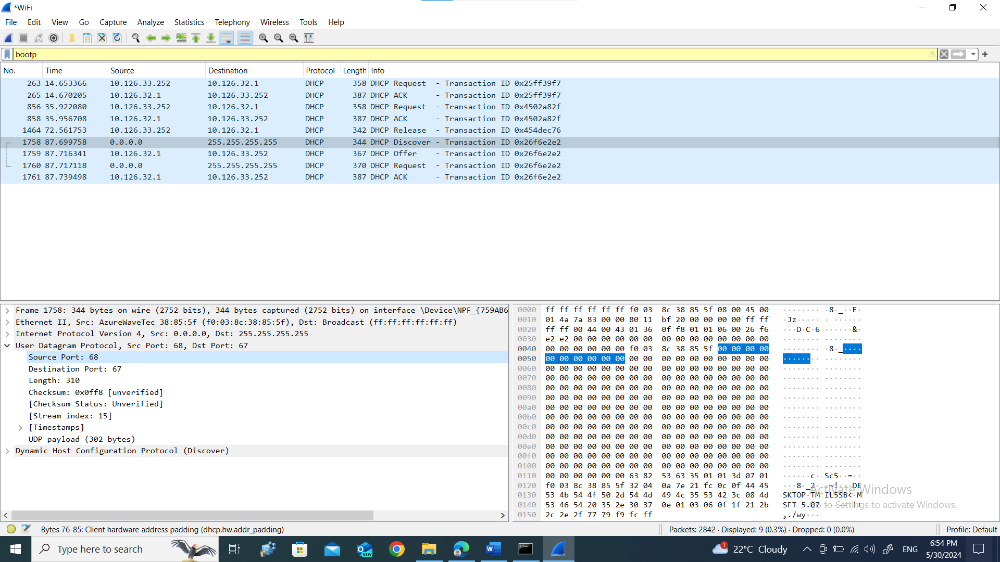 *WiFi
File Edit View Go Capture Analyze Statistics Telephony Wireless Tools Help
bootp
No. Time Source Destination Protocol Length Info
263 14.653366 10.126.33.252 10.126.32.1 DHCP 358 DHCP Request - Transaction ID 0x25ff39f7
265 14.670205 10.126.32.1 10.126.33.252 DHCP 387 DHCP ACK - Transaction ID 0x25ff39f7
856 35.922080 10.126.33.252 10.126.32.1 DHCP 358 DHCP Request - Transaction ID 0x4502a82f
858 35.956708 10.126.32.1 10.126.33.252 DHCP 387 DHCP ACK - Transaction ID 0x4502a82f
1464 72.561753 10.126.33.252 10.126.32.1 DHCP 342 DHCP Release - Transaction ID 0x454dec76
1758 87.699758 0.0.0.0 255.255.255.255 DHCP 344 DHCP Discover - Transaction ID 0x26f6e2e2
1759 87.716341 10.126.32.1 10.126.33.252 DHCP 367 DHCP Offer - Transaction ID 0x26f6e2e2
1760 87.717118 0.0.0.0 255.255.255.255 DHCP 370 DHCP Request - Transaction ID 0x26f6e2e2
1761 87.739498 10.126.32.1 10.126.33.252 DHCP 387 DHCP ACK - Transaction ID 0x26f6e2e2
Frame 1758: 344 bytes on wire (2752 bits), 344 bytes captured (2752 bits) on interface \Device\NPF_{759AB6
Ethernet II, Src: AzureWaveTec_38:85:5f (f0:03:8c:38:85:5f), Dst: Broadcast (ff:ff:ff:ff:ff:ff)
Internet Protocol Version 4, Src: 0.0.0.0, Dst: 255.255.255.255
User Datagram Protocol, Src Port: 68, Dst Port: 67
Source Port: 68
Destination Port: 67
Length: 310
Checksum: 0x0ff8 [unverified]
[Checksum Status: Unverified]
[Stream index: 15]
[Timestamps]
UDP payload (302 bytes)
Dynamic Host Configuration Protocol (Discover)
0000 ff ff ff ff ff ff f0 03 8c 38 85 5f 08 00 45 00 ········ ·8·_··E·
0010 01 4a 7a 83 00 00 80 11 bf 20 00 00 00 00 ff ff ·Jz····· · ······
0020 ff ff 00 44 00 43 01 36 0f f8 01 01 06 00 26 f6 ···D·C·6 ······&·
0030 e2 e2 00 00 00 00 00 00 00 00 00 00 00 00 00 00 ········ ········
0040 00 00 00 00 00 00 f0 03 8c 38 85 5f 00 00 00 00 ········ ·8·_····
0050 00 00 00 00 00 00 00 00 00 00 00 00 00 00 00 00 ········ ········
0060 00 00 00 00 00 00 00 00 00 00 00 00 00 00 00 00 ········ ········
0070 00 00 00 00 00 00 00 00 00 00 00 00 00 00 00 00 ········ ········
0080 00 00 00 00 00 00 00 00 00 00 00 00 00 00 00 00 ········ ········
0090 00 00 00 00 00 00 00 00 00 00 00 00 00 00 00 00 ········ ········
00a0 00 00 00 00 00 00 00 00 00 00 00 00 00 00 00 00 ········ ········
00b0 00 00 00 00 00 00 00 00 00 00 00 00 00 00 00 00 ········ ········
00c0 00 00 00 00 00 00 00 00 00 00 00 00 00 00 00 00 ········ ········
00d0 00 00 00 00 00 00 00 00 00 00 00 00 00 00 00 00 ········ ········
00e0 00 00 00 00 00 00 00 00 00 00 00 00 00 00 00 00 ········ ········
00f0 00 00 00 00 00 00 00 00 00 00 00 00 00 00 00 00 ········ ········
0100 00 00 00 00 00 00 00 00 00 00 00 00 00 00 00 00 ········ ········
0110 00 00 00 00 00 00 63 82 53 63 35 01 01 3d 07 01 ······c· Sc5··=··
0120 f0 03 8c 38 85 5f 32 04 0a 7e 21 fc 0c 0f 44 45 ···8·_2· ·~!···DE
0130 53 4b 54 4f 50 2d 54 4d 49 4c 35 53 42 3c 08 4d SKTOP-TM IL5SB<·M
0140 53 46 54 20 35 2e 30 37 0e 01 03 06 0f 1f 21 2b SFT 5.07 ······!+
0150 2c 2e 2f 77 79 f9 fc ff ,./wy···
Activate Windows
Go to Settings to activate Windows.
Bytes 76-85: Client hardware address padding (dhcp.hw.addr_padding)
Packets: 2842 · Displayed: 9 (0.3%) · Dropped: 0 (0.0%)
Profile: Default
Type here to search
NEW
W
1
22°C Cloudy
ENG
6:54 PM
5/30/2024